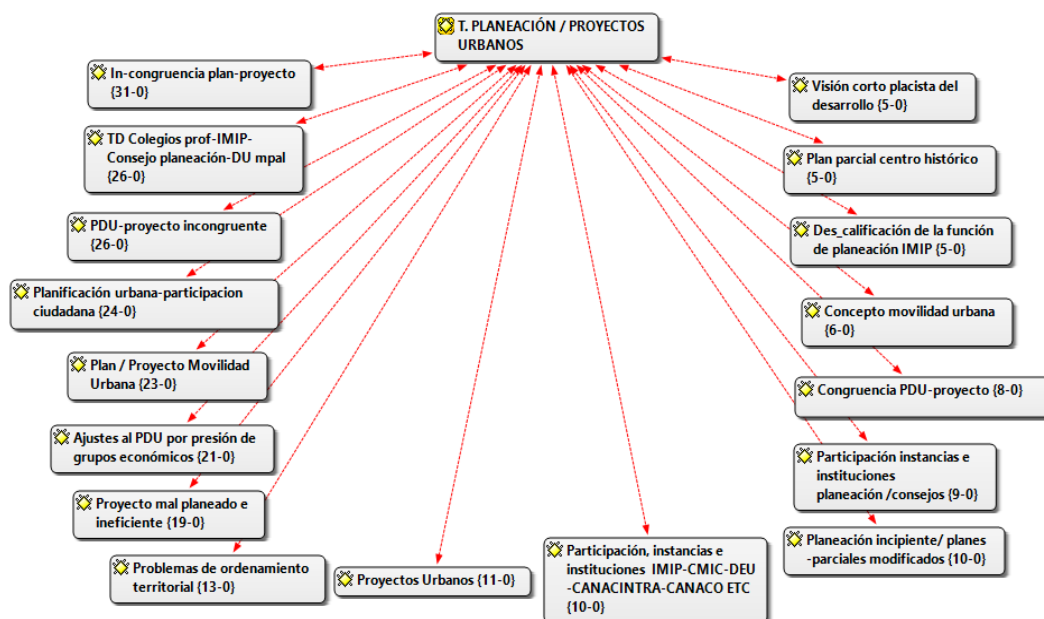 T. PLANEACIÓN / PROYECTOS
URBANOS
In-congruencia plan-proyecto
{31-0}
TD Colegios prof-IMIP-
Consejo planeación-DU mpal
{26-0}
PDU-proyecto incongruente
{26-0}
Planificación urbana-participacion
ciudadana {24-0}
Plan / Proyecto Movilidad
Urbana {23-0}
Ajustes al PDU por presión de
grupos económicos {21-0}
Proyecto mal planeado e
ineficiente {19-0}
Problemas de ordenamiento
territorial {13-0}
Proyectos Urbanos {11-0}
Participación, instancias e
instituciones IMIP-CMIC-DEU
-CANACINTRA-CANACO ETC
{10-0}
Visión corto placista del
desarrollo {5-0}
Plan parcial centro histórico
{5-0}
Des_calificación de la función
de planeación IMIP {5-0}
Concepto movilidad urbana
{6-0}
Congruencia PDU-proyecto {8-0}
Participación instancias e
instituciones
planeación /consejos {9-0}
Planeación incipiente/ planes
-parciales modificados {10-0}